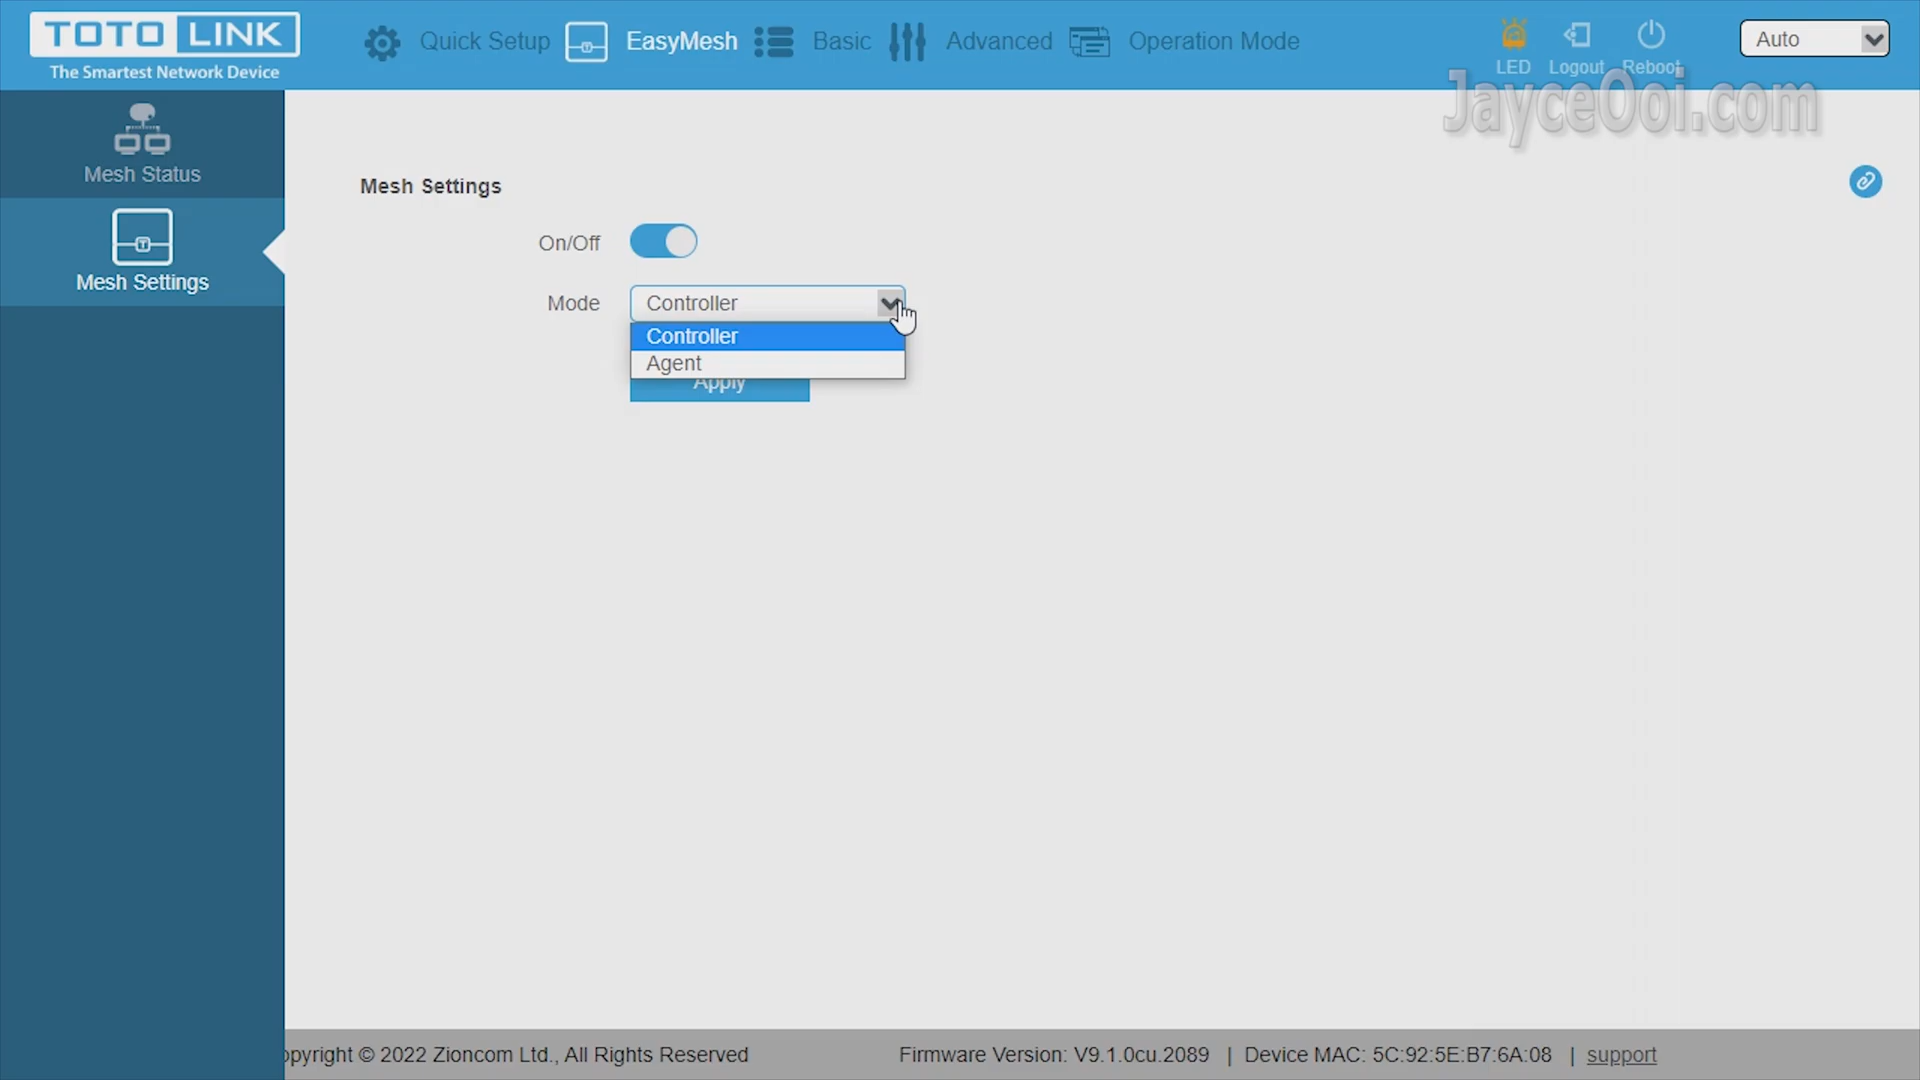 TOTO LINK
The Smartest Network Device
Quick Setup
EasyMesh
Basic
Advanced
Operation Mode
LED
Logout
Reboot
Auto
JayceOoi.com
Mesh Status
Mesh Settings
Mesh Settings
On/Off
Mode
Controller
Controller
Agent
Apply
opyright © 2022 Zioncom Ltd., All Rights Reserved
Firmware Version: V9.1.0cu.2089 | Device MAC: 5C:92:5E:B7:6A:08 | support